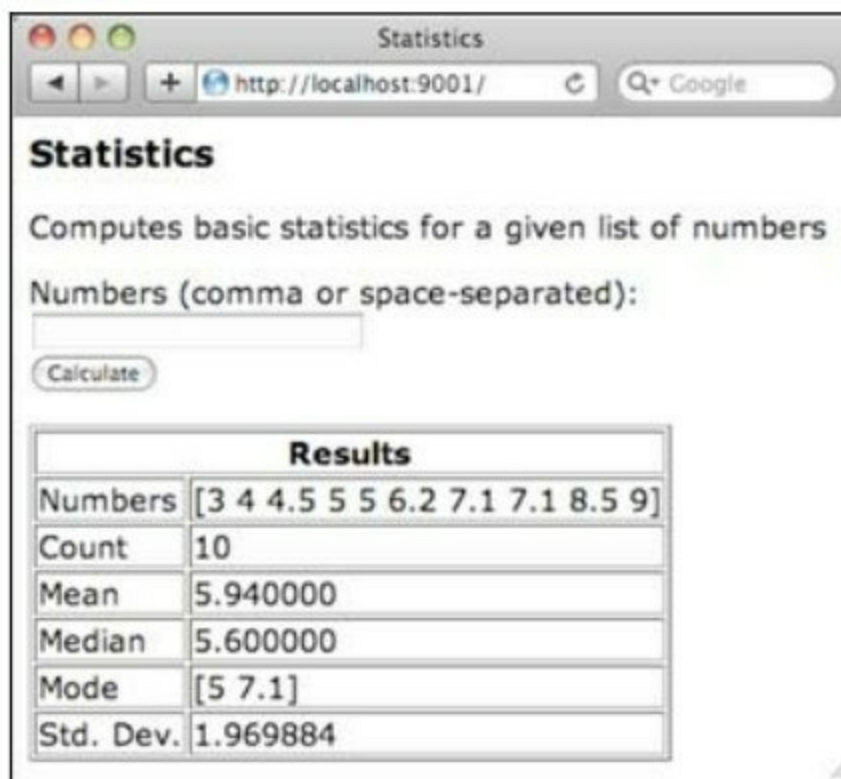 Statistics
http://localhost:9001/
Google
Statistics
Computes basic statistics for a given list of numbers
Numbers (comma or space-separated):
Calculate
Results
Numbers [3 4 4.5 5 5 6.2 7.1 7.1 8.5 9]
Count 10
Mean 5.940000
Median 5.600000
Mode [5 7.1]
Std. Dev. 1.969884